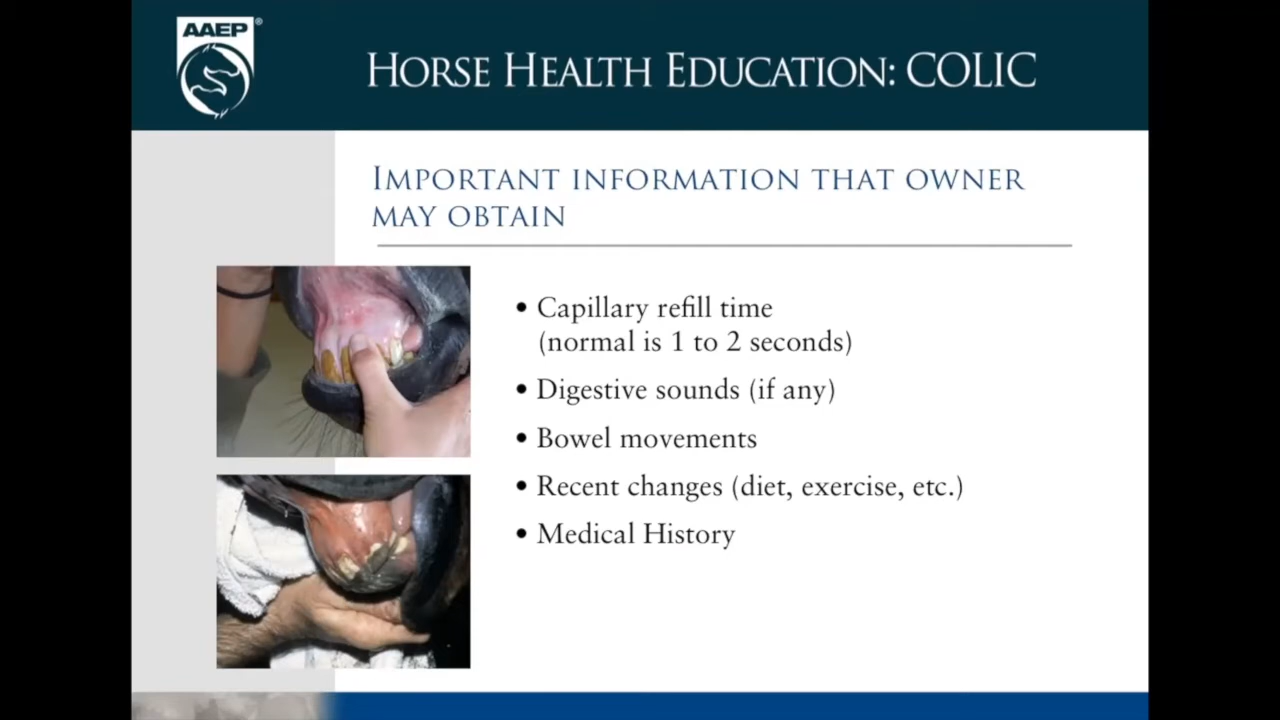 AAEP®
HORSE HEALTH EDUCATION: COLIC
IMPORTANT INFORMATION THAT OWNER
MAY OBTAIN
• Capillary refill time
(normal is 1 to 2 seconds)
• Digestive sounds (if any)
• Bowel movements
• Recent changes (diet, exercise, etc.)
• Medical History